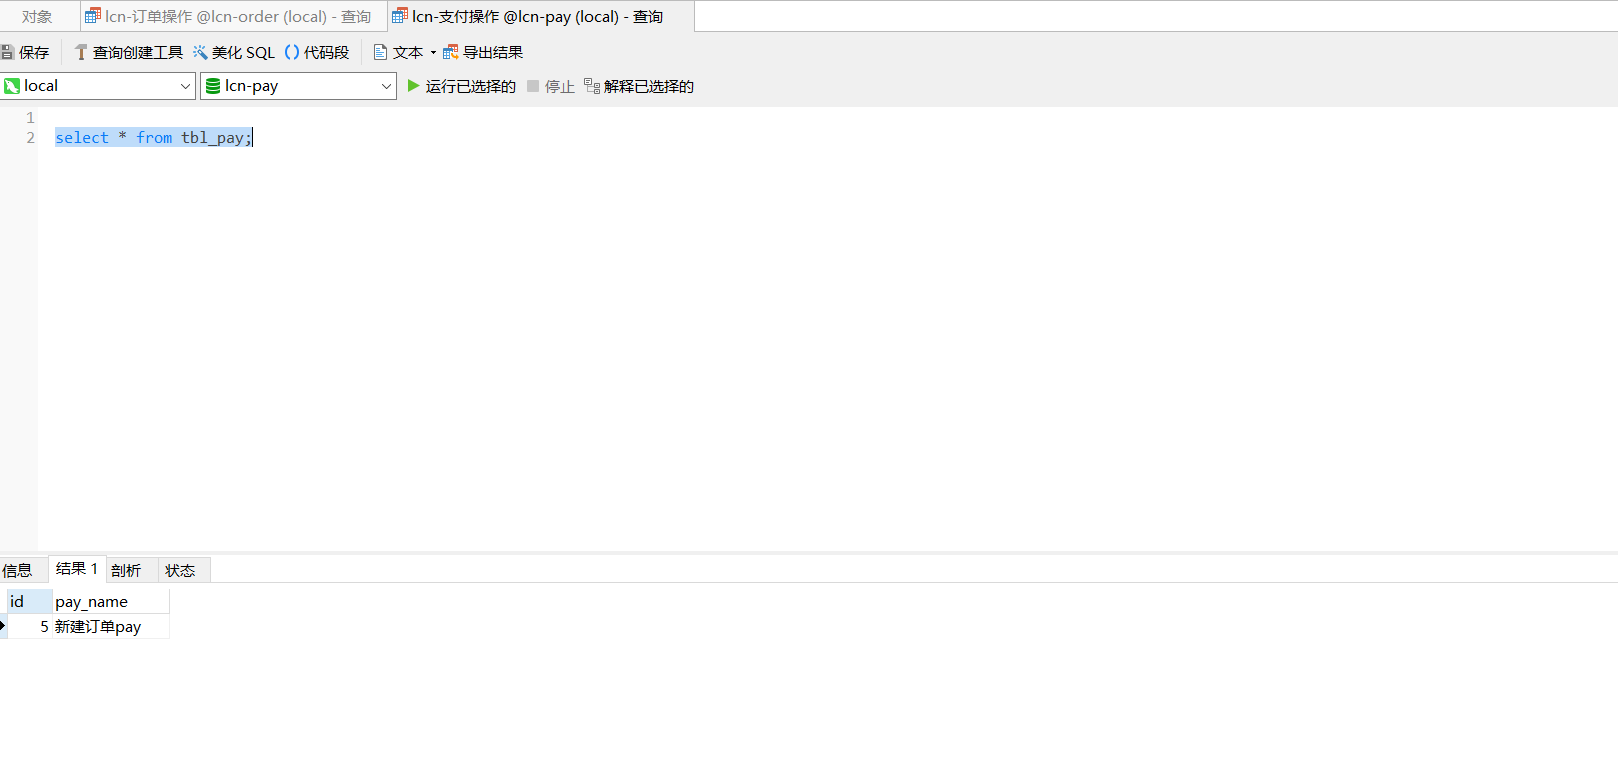 对象 lcn-订单操作 @lcn-order (local) - 查询 lcn-支付操作 @lcn-pay (local) - 查询
保存 查询创建工具 美化 SQL 代码段 文本 导出结果
local lcn-pay 运行已选择的 停止 解释已选择的
1
2 select * from tbl_pay;
信息 结果 1 剖析 状态
id pay_name
5 新建订单pay